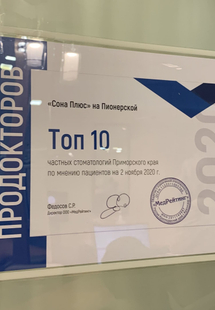 ПРОДОКТОРОВ
2020
«Сона Плюс» на Пионерской
Топ 10
частных стоматологий Приморского края
по мнению пациентов на 2 ноября 2020 г.
Федосов С.Р.
Директор ООО «МедРейтинг»
«МедРейтинг»